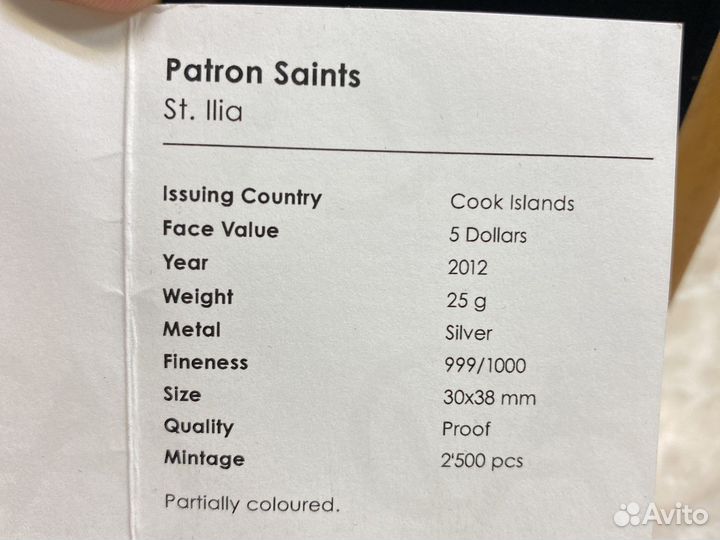 Patron Saints
St. Ilia
Issuing Country Cook Islands
Face Value 5 Dollars
Year 2012
Weight 25 g
Metal Silver
Fineness 999/1000
Size 30x38 mm
Quality Proof
Mintage 2'500 pcs
Partially coloured.
Avito